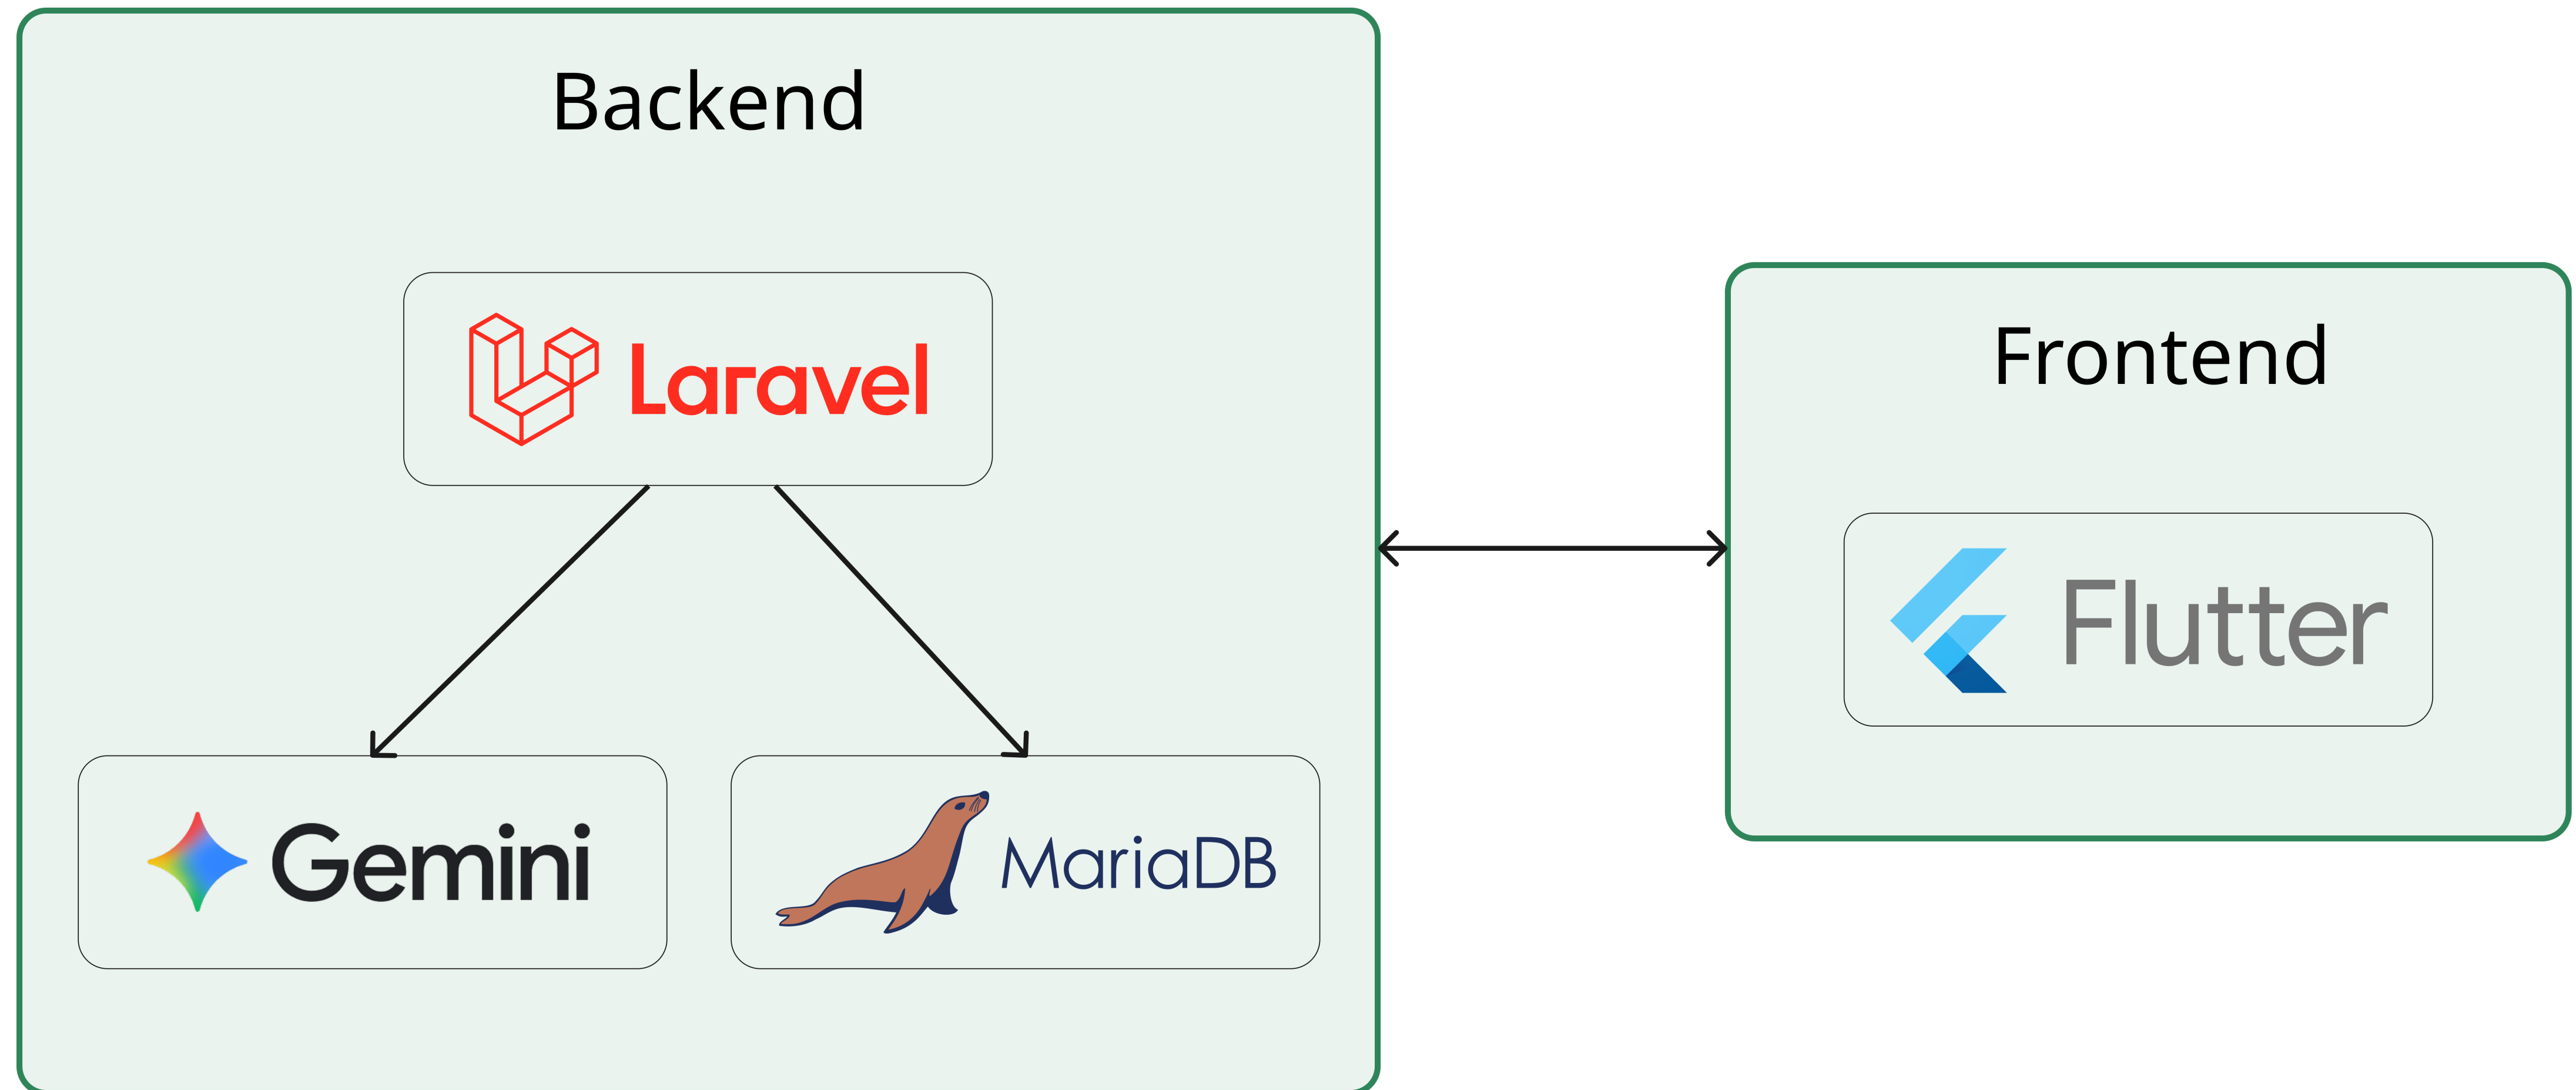 Backend
Laravel
Gemini
MariaDB
Frontend
Flutter